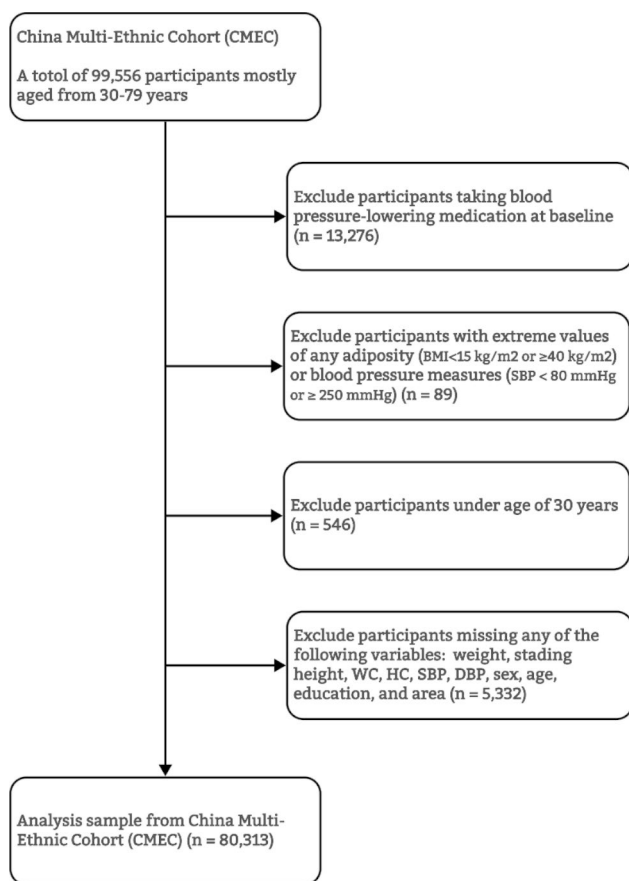 China Multi-Ethnic Cohort (CMEC)
A totol of 99,556 participants mostly
aged from 30-79 years
Exclude participants taking blood
pressure-lowering medication at baseline
(n = 13,276)
Exclude participants with extreme values
of any adiposity (BMI<15 kg/m2 or ≥40 kg/m2)
or blood pressure measures (SBP < 80 mmHg
or ≥ 250 mmHg) (n = 89)
Exclude participants under age of 30 years
(n = 546)
Exclude participants missing any of the
following variables: weight, stading
height, WC, HC, SBP, DBP, sex, age,
education, and area (n = 5,332)
Analysis sample from China Multi-
Ethnic Cohort (CMEC) (n = 80,313)